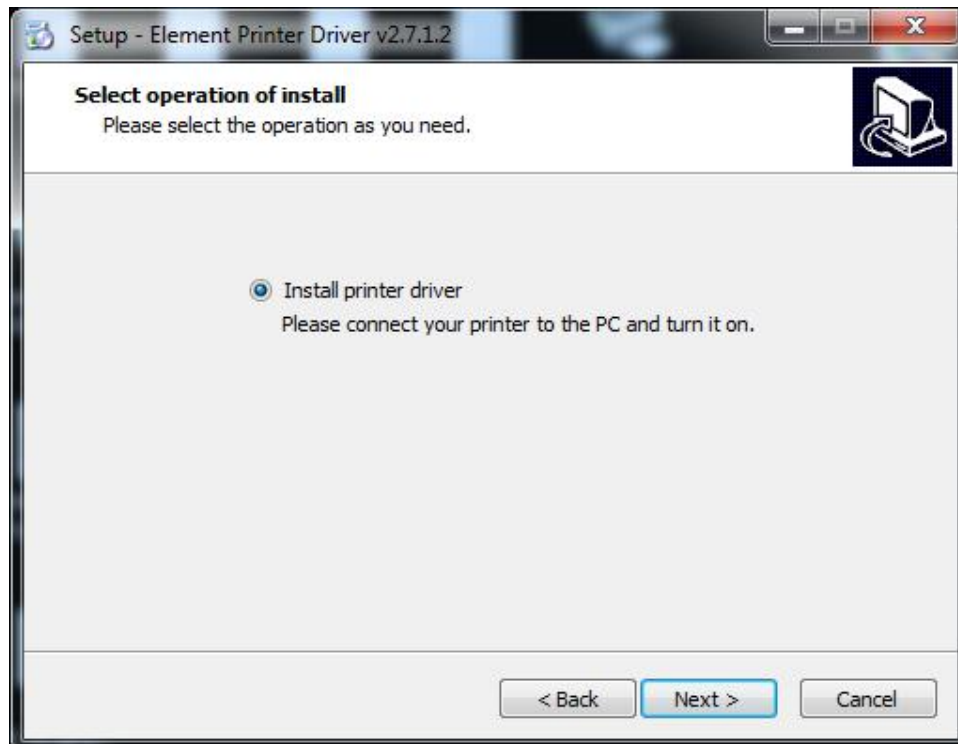 Setup - Element Printer Driver v2.7.1.2
Select operation of install
Please select the operation as you need.
Install printer driver
Please connect your printer to the PC and turn it on.
< Back Next > Cancel